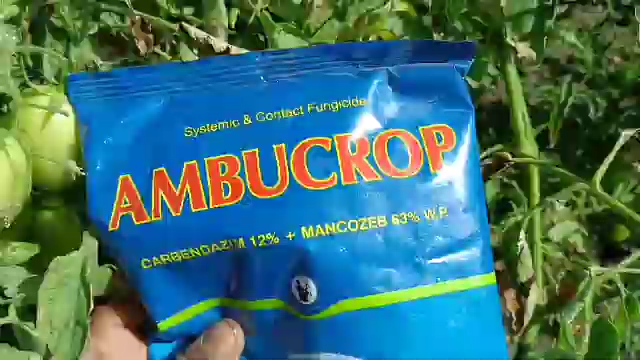 Systemic & Contact Fungicide
AMBUCROP
CARBENDAZIM 12% + MANCOZEB 63% W.P.